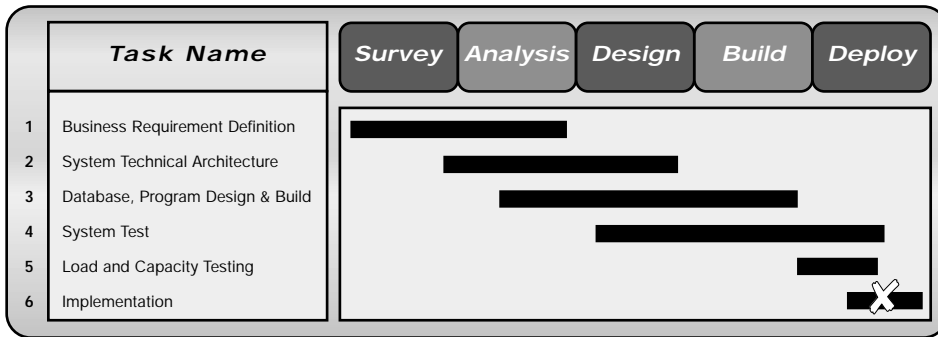 Task Name
Survey Analysis Design Build Deploy
1 Business Requirement Definition
2 System Technical Architecture
3 Database, Program Design & Build
4 System Test
5 Load and Capacity Testing
6 Implementation
X